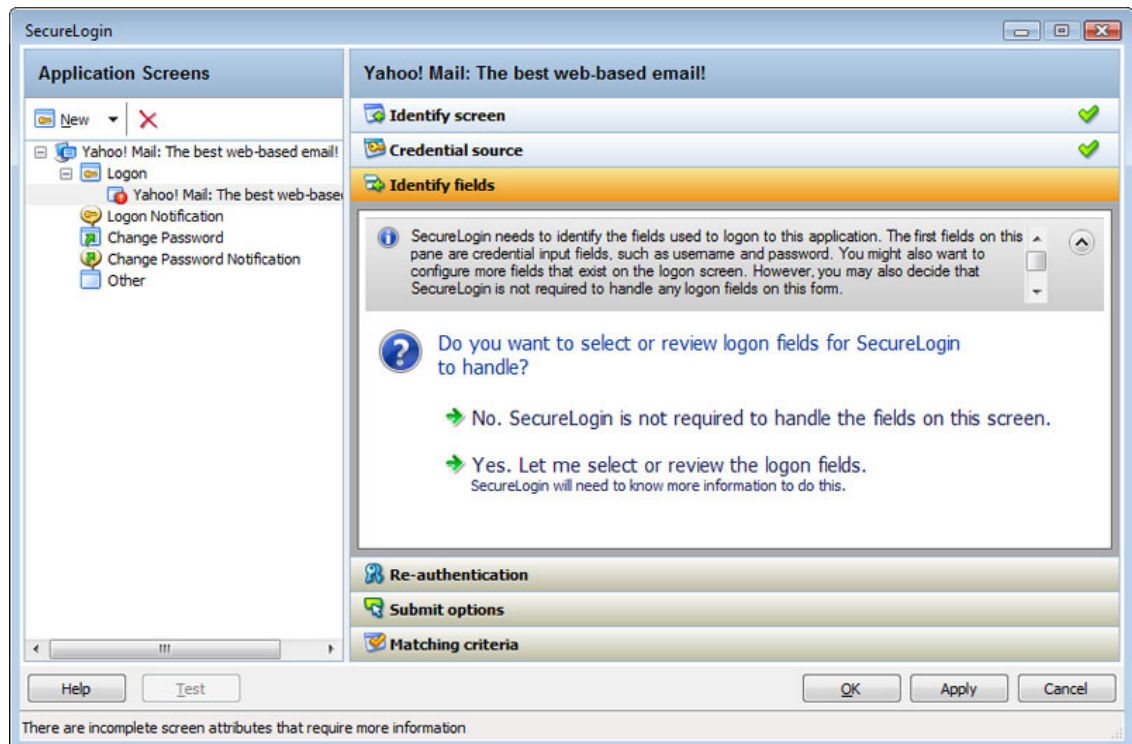 SecureLogin
Application Screens
New
Yahoo! Mail: The best web-based email!
Logon
Yahoo! Mail: The best web-base
Logon Notification
Change Password
Change Password Notification
Other
Yahoo! Mail: The best web-based email!
Identify screen
Credential source
Identify fields
SecureLogin needs to identify the fields used to logon to this application. The first fields on this
pane are credential input fields, such as username and password. You might also want to
configure more fields that exist on the logon screen. However, you may also decide that
SecureLogin is not required to handle any logon fields on this form.
Do you want to select or review logon fields for SecureLogin
to handle?
No. SecureLogin is not required to handle the fields on this screen.
Yes. Let me select or review the logon fields.
SecureLogin will need to know more information to do this.
Re-authentication
Submit options
Matching criteria
Help
Test
OK
Apply
Cancel
There are incomplete screen attributes that require more information